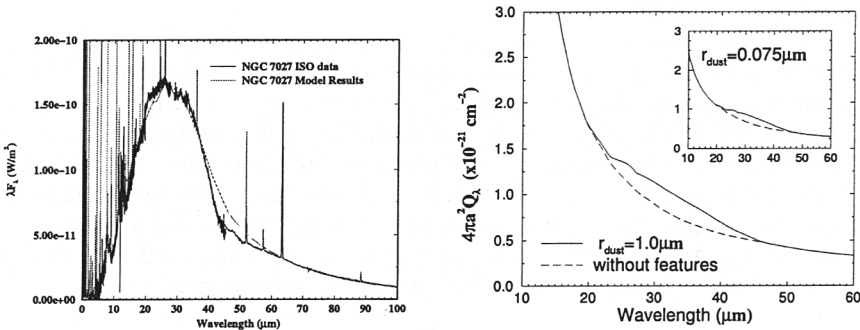 2.00e−10
1.50e−10
1.00e−10
5.00e−11
0.00e+00
λFλ (W/m²)
NGC 7027 ISO data
NGC 7027 Model Results
0 10 20 30 40 50 60 70 80 90 100
Wavelength (μm)
3.0
2.5
2.0
1.5
1.0
0.5
0.0
4πa²Qλ (x10⁻²¹ cm⁻²)
3
2
1
0
r_dust=0.075μm
10 20 30 40 50 60
r_dust=1.0μm
without features
10 20 30 40 50 60
Wavelength (μm)